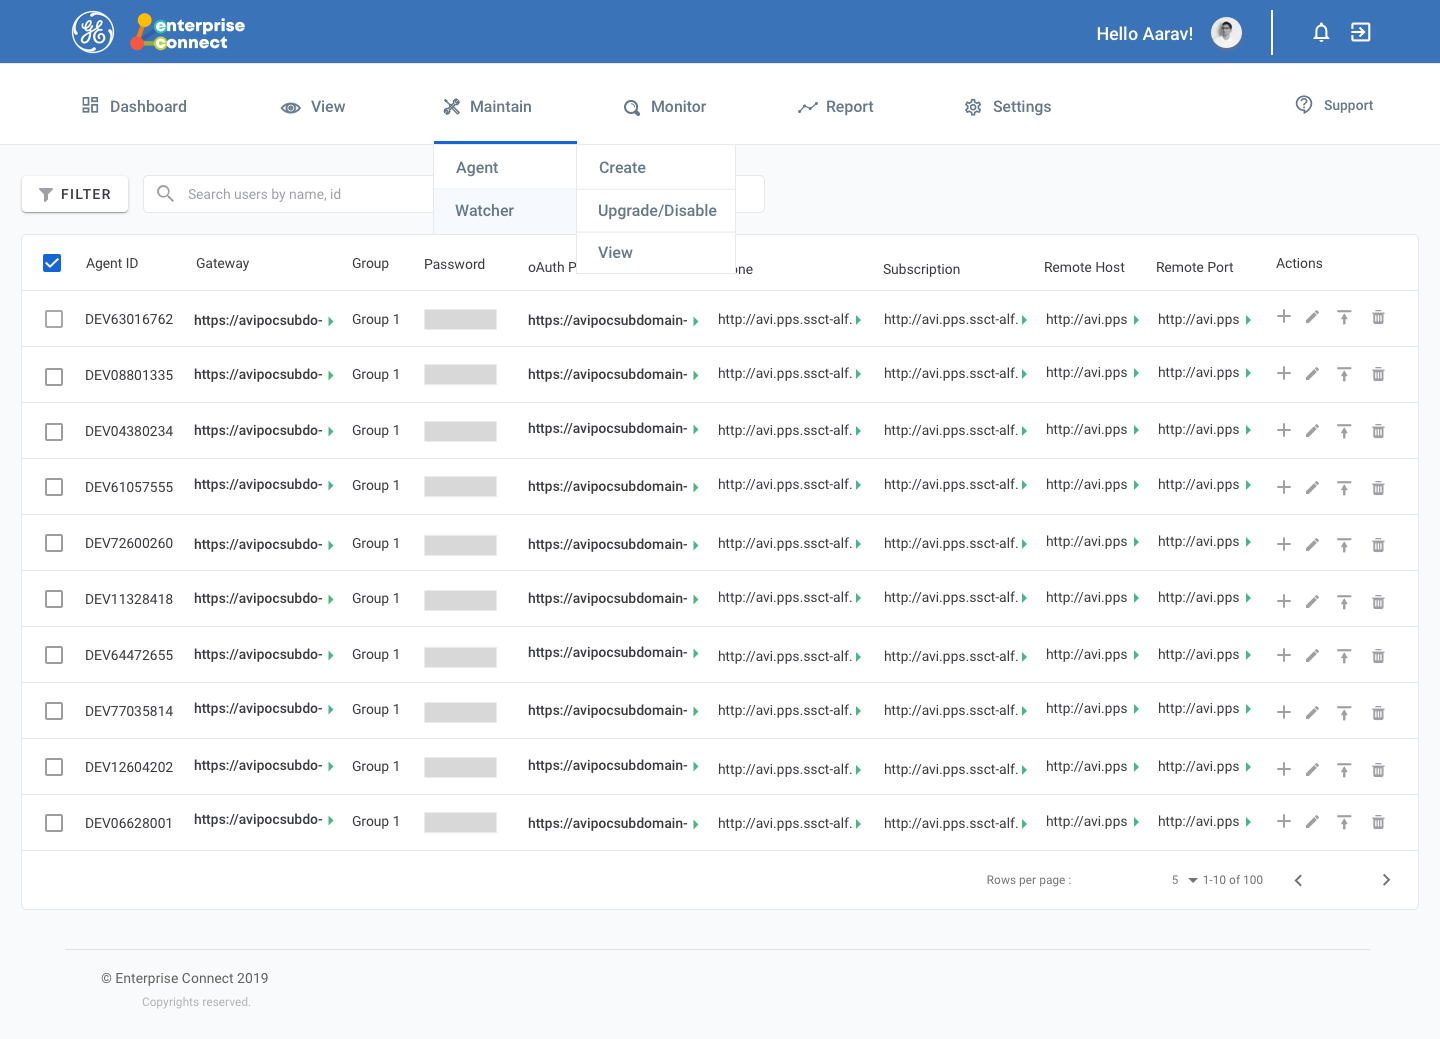 GE enterprise connect
Hello Aarav!
Dashboard View Maintain Monitor Report Settings Support
Agent Create
FILTER Search users by name, id Watcher Upgrade/Disable
View
Agent ID Gateway Group Password oAuth Subscription Remote Host Remote Port Actions
DEV63016762 https://avipocsubdo- Group 1 https://avipocsubdomain- http://avi.pps.ssct-alf. http://avi.pps.ssct-alf. http://avi.pps http://avi.pps
DEV08801335 https://avipocsubdo- Group 1 https://avipocsubdomain- http://avi.pps.ssct-alf. http://avi.pps.ssct-alf. http://avi.pps http://avi.pps
DEV04380234 https://avipocsubdo- Group 1 https://avipocsubdomain- http://avi.pps.ssct-alf. http://avi.pps.ssct-alf. http://avi.pps http://avi.pps
DEV61057555 https://avipocsubdo- Group 1 https://avipocsubdomain- http://avi.pps.ssct-alf. http://avi.pps.ssct-alf. http://avi.pps http://avi.pps
DEV72600260 https://avipocsubdo- Group 1 https://avipocsubdomain- http://avi.pps.ssct-alf. http://avi.pps.ssct-alf. http://avi.pps http://avi.pps
DEV11328418 https://avipocsubdo- Group 1 https://avipocsubdomain- http://avi.pps.ssct-alf. http://avi.pps.ssct-alf. http://avi.pps http://avi.pps
DEV64472655 https://avipocsubdo- Group 1 https://avipocsubdomain- http://avi.pps.ssct-alf. http://avi.pps.ssct-alf. http://avi.pps http://avi.pps
DEV77035814 https://avipocsubdo- Group 1 https://avipocsubdomain- http://avi.pps.ssct-alf. http://avi.pps.ssct-alf. http://avi.pps http://avi.pps
DEV12604202 https://avipocsubdo- Group 1 https://avipocsubdomain- http://avi.pps.ssct-alf. http://avi.pps.ssct-alf. http://avi.pps http://avi.pps
DEV06628001 https://avipocsubdo- Group 1 https://avipocsubdomain- http://avi.pps.ssct-alf. http://avi.pps.ssct-alf. http://avi.pps http://avi.pps
Rows per page : 5 1-10 of 100
© Enterprise Connect 2019
Copyrights reserved.